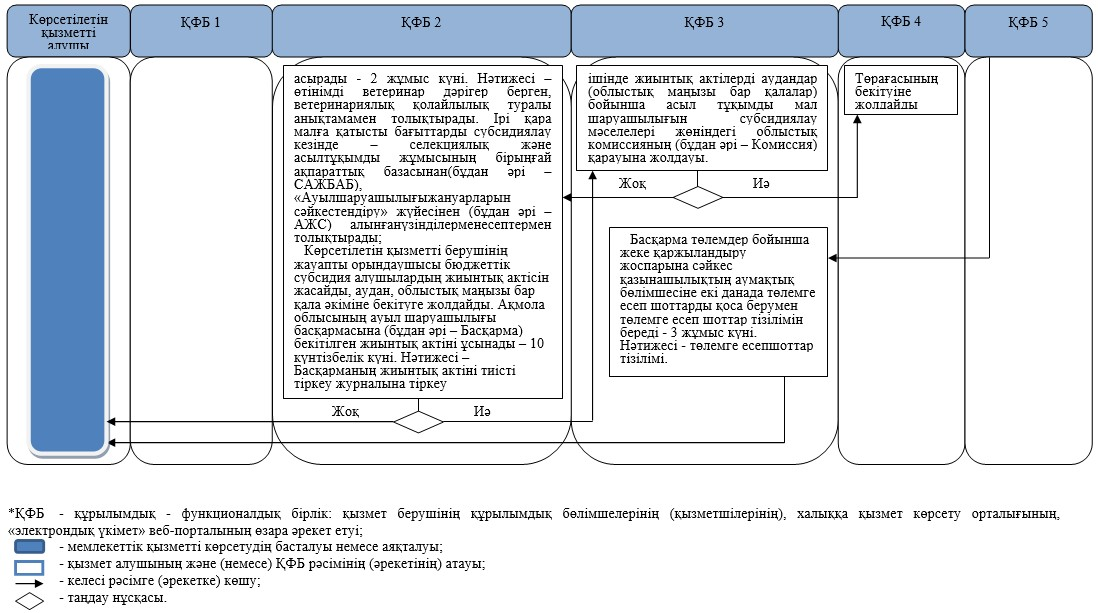 Көрсетілетін
қызметті
алушы
ҚФБ 1
ҚФБ 2
ҚФБ 3
ҚФБ 4
ҚФБ 5
асырады - 2 жұмыс күні. Нәтижесі –
өтінімді ветеринар дәрігер берген,
ветеринариялық қолайлылық туралы
анықтамамен толықтырады. Ірі қара
малға қатысты бағыттарды субсидиялау
кезінде – селекциялық және
асылтұқымды жұмысының бірыңғай
ақпараттық базасынан(бұдан әрі –
САЖБАБ),
«Ауылшаруашылығыжануарларын
сәйкестендіру» жүйесінен (бұдан әрі –
АЖС) алынғанүзінділерменесептермен
толықтырады;
Көрсетілетін қызметті берушінің
жауапты орындаушысы бюджеттік
субсидия алушылардың жиынтық актісін
жасайды, аудан, облыстық маңызы бар
қала әкіміне бекітуге жолдайды. Ақмола
облысының ауыл шаруашылығы
басқармасына (бұдан әрі – Басқарма)
бекітілген жиынтық актіні ұсынады – 10
күнтізбелік күні. Нәтижесі –
Басқарманың жиынтық актіні тиісті
тіркеу журналына тіркеу
Жоқ
Иә
ішінде жиынтық актілерді аудандар
(облыстық маңызы бар қалалар)
бойынша асыл тұқымды мал
шаруашылығын субсидиялау
мәселелері жөніндегі облыстық
комиссияның (бұдан әрі – Комиссия)
қарауына жолдауы.
Жоқ
Иә
Басқарма төлемдер бойынша
жеке қаржыландыру
жоспарына сәйкес
қазынашылықтың аумақтық
бөлімшесіне екі данада төлемге
есеп шоттарды қоса берумен
төлемге есеп шоттар тізілімін
береді - 3 жұмыс күні.
Нәтижесі - төлемге есепшоттар
тізілімі.
Төрағасының
бекітуіне
жолдайды
*ҚФБ - құрылымдық - функционалдық бірлік: қызмет берушінің құрылымдық бөлімшелерінің (қызметшілерінің), халыққа қызмет көрсету орталығының,
«электрондық үкімет» веб-порталының өзара әрекет етуі;
- мемлекеттік қызметті көрсетудің басталуы немесе аяқталуы;
- қызмет алушының және (немесе) ҚФБ рәсімінің (әрекетінің) атауы;
- келесі рәсімге (әрекетке) көшу;
- таңдау нұсқасы.